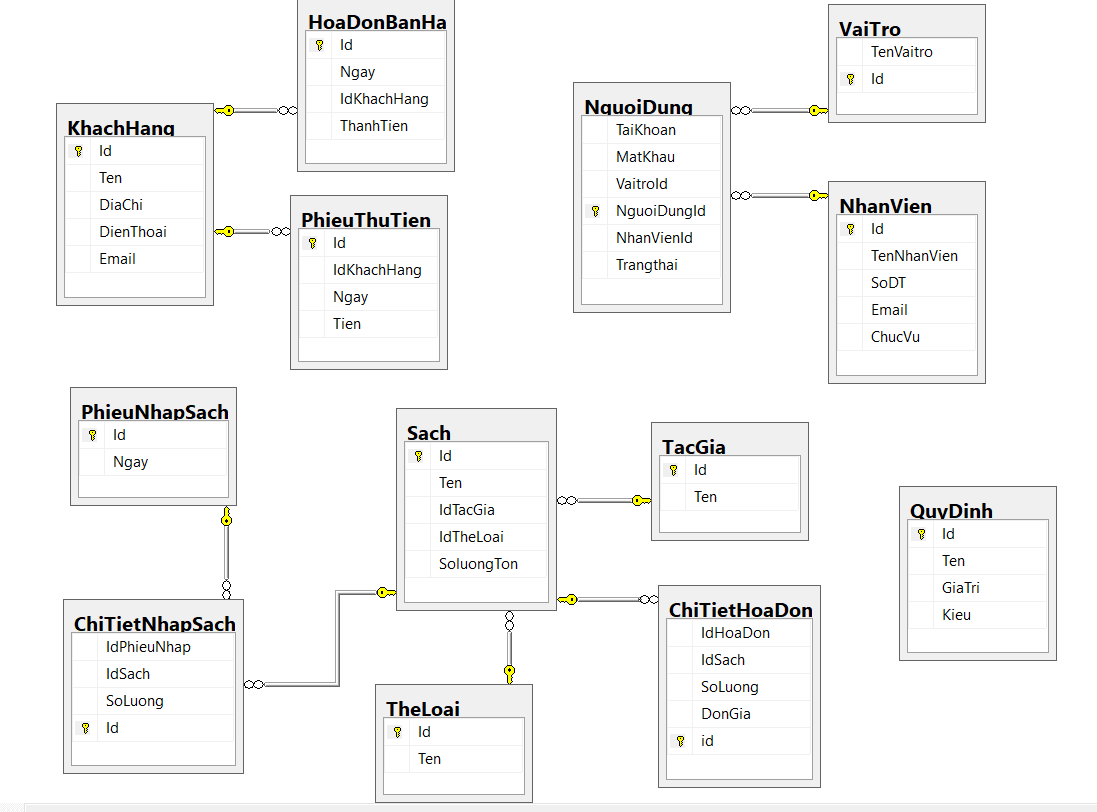 HoaDonBanHa
Id
Ngay
IdKhachHang
ThanhTien
KhachHang
Id
Ten
DiaChi
DienThoai
Email
PhieuThuTien
Id
IdKhachHang
Ngay
Tien
NguoiDung
TaiKhoan
MatKhau
VaitroId
NguoiDungId
NhanVienId
Trangthai
VaiTro
TenVaitro
Id
NhanVien
Id
TenNhanVien
SoDT
Email
ChucVu
PhieuNhapSach
Id
Ngay
Sach
Id
Ten
IdTacGia
IdTheLoai
SoluongTon
TacGia
Id
Ten
QuyDinh
Id
Ten
GiaTri
Kieu
ChiTietNhapSach
IdPhieuNhap
IdSach
SoLuong
Id
TheLoai
Id
Ten
ChiTietHoaDon
IdHoaDon
IdSach
SoLuong
DonGia
id